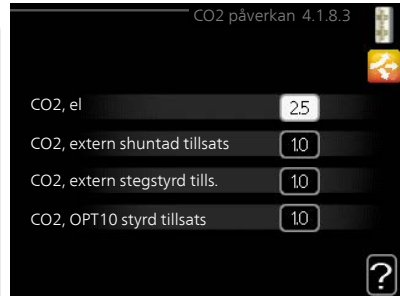 CO2 påverkan 4.1.8.3
CO2, el 2.5
CO2, extern shuntad tillsats 1.0
CO2, extern stegstyrd tills. 1.0
CO2, OPT10 styrd tillsats 1.0
?